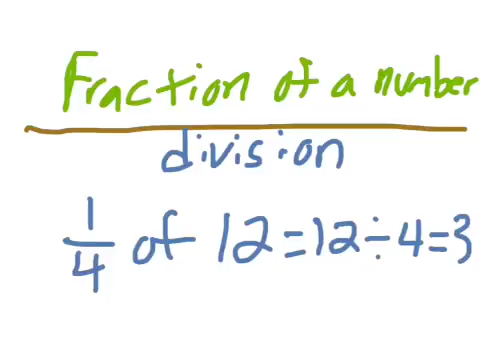 Fraction of a number
division
1/4 of 12=12÷4=3